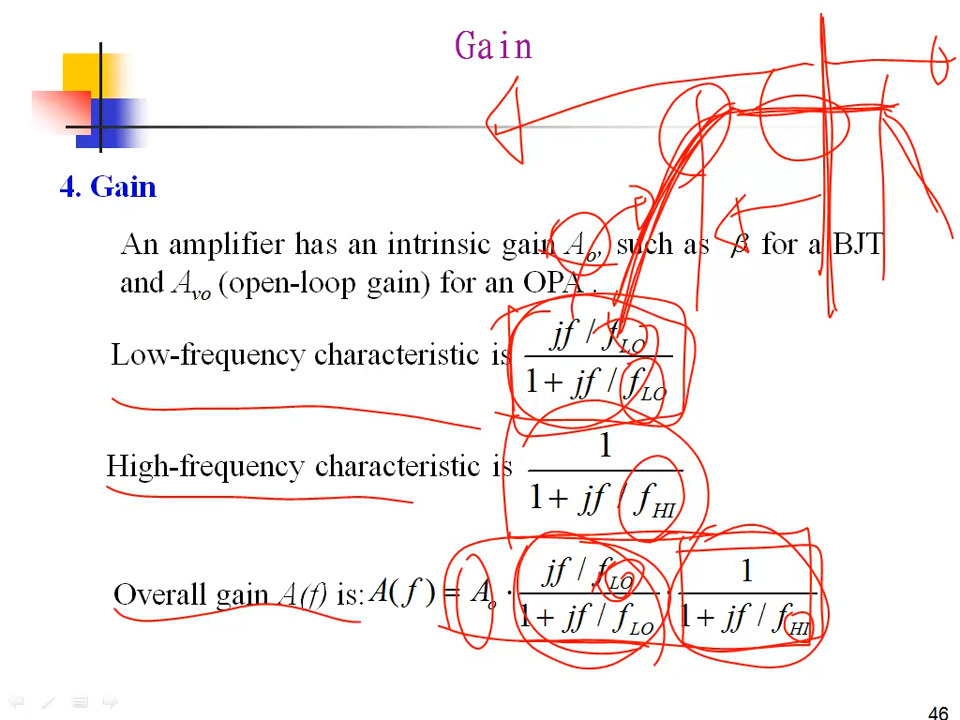 Gain
4. Gain
An amplifier has an intrinsic gain A_o, such as β for a BJT
and A_vo (open-loop gain) for an OPA .
Low-frequency characteristic is (jf / f_LO) / (1 + jf / f_LO)
High-frequency characteristic is 1 / (1 + jf / f_HI)
Overall gain A(f) is: A(f) = A_o · (jf / f_LO) / (1 + jf / f_LO) · 1 / (1 + jf / f_HI)
46